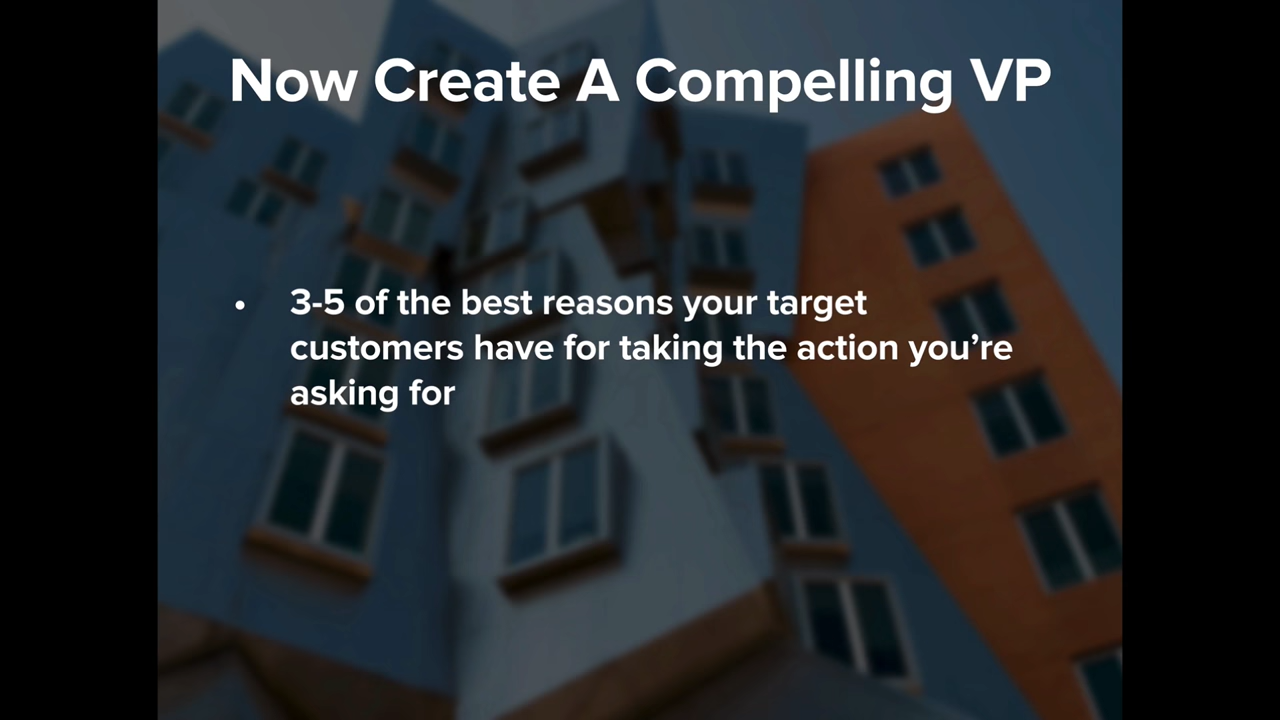 Now Create A Compelling VP
• 3-5 of the best reasons your target
customers have for taking the action you’re
asking for